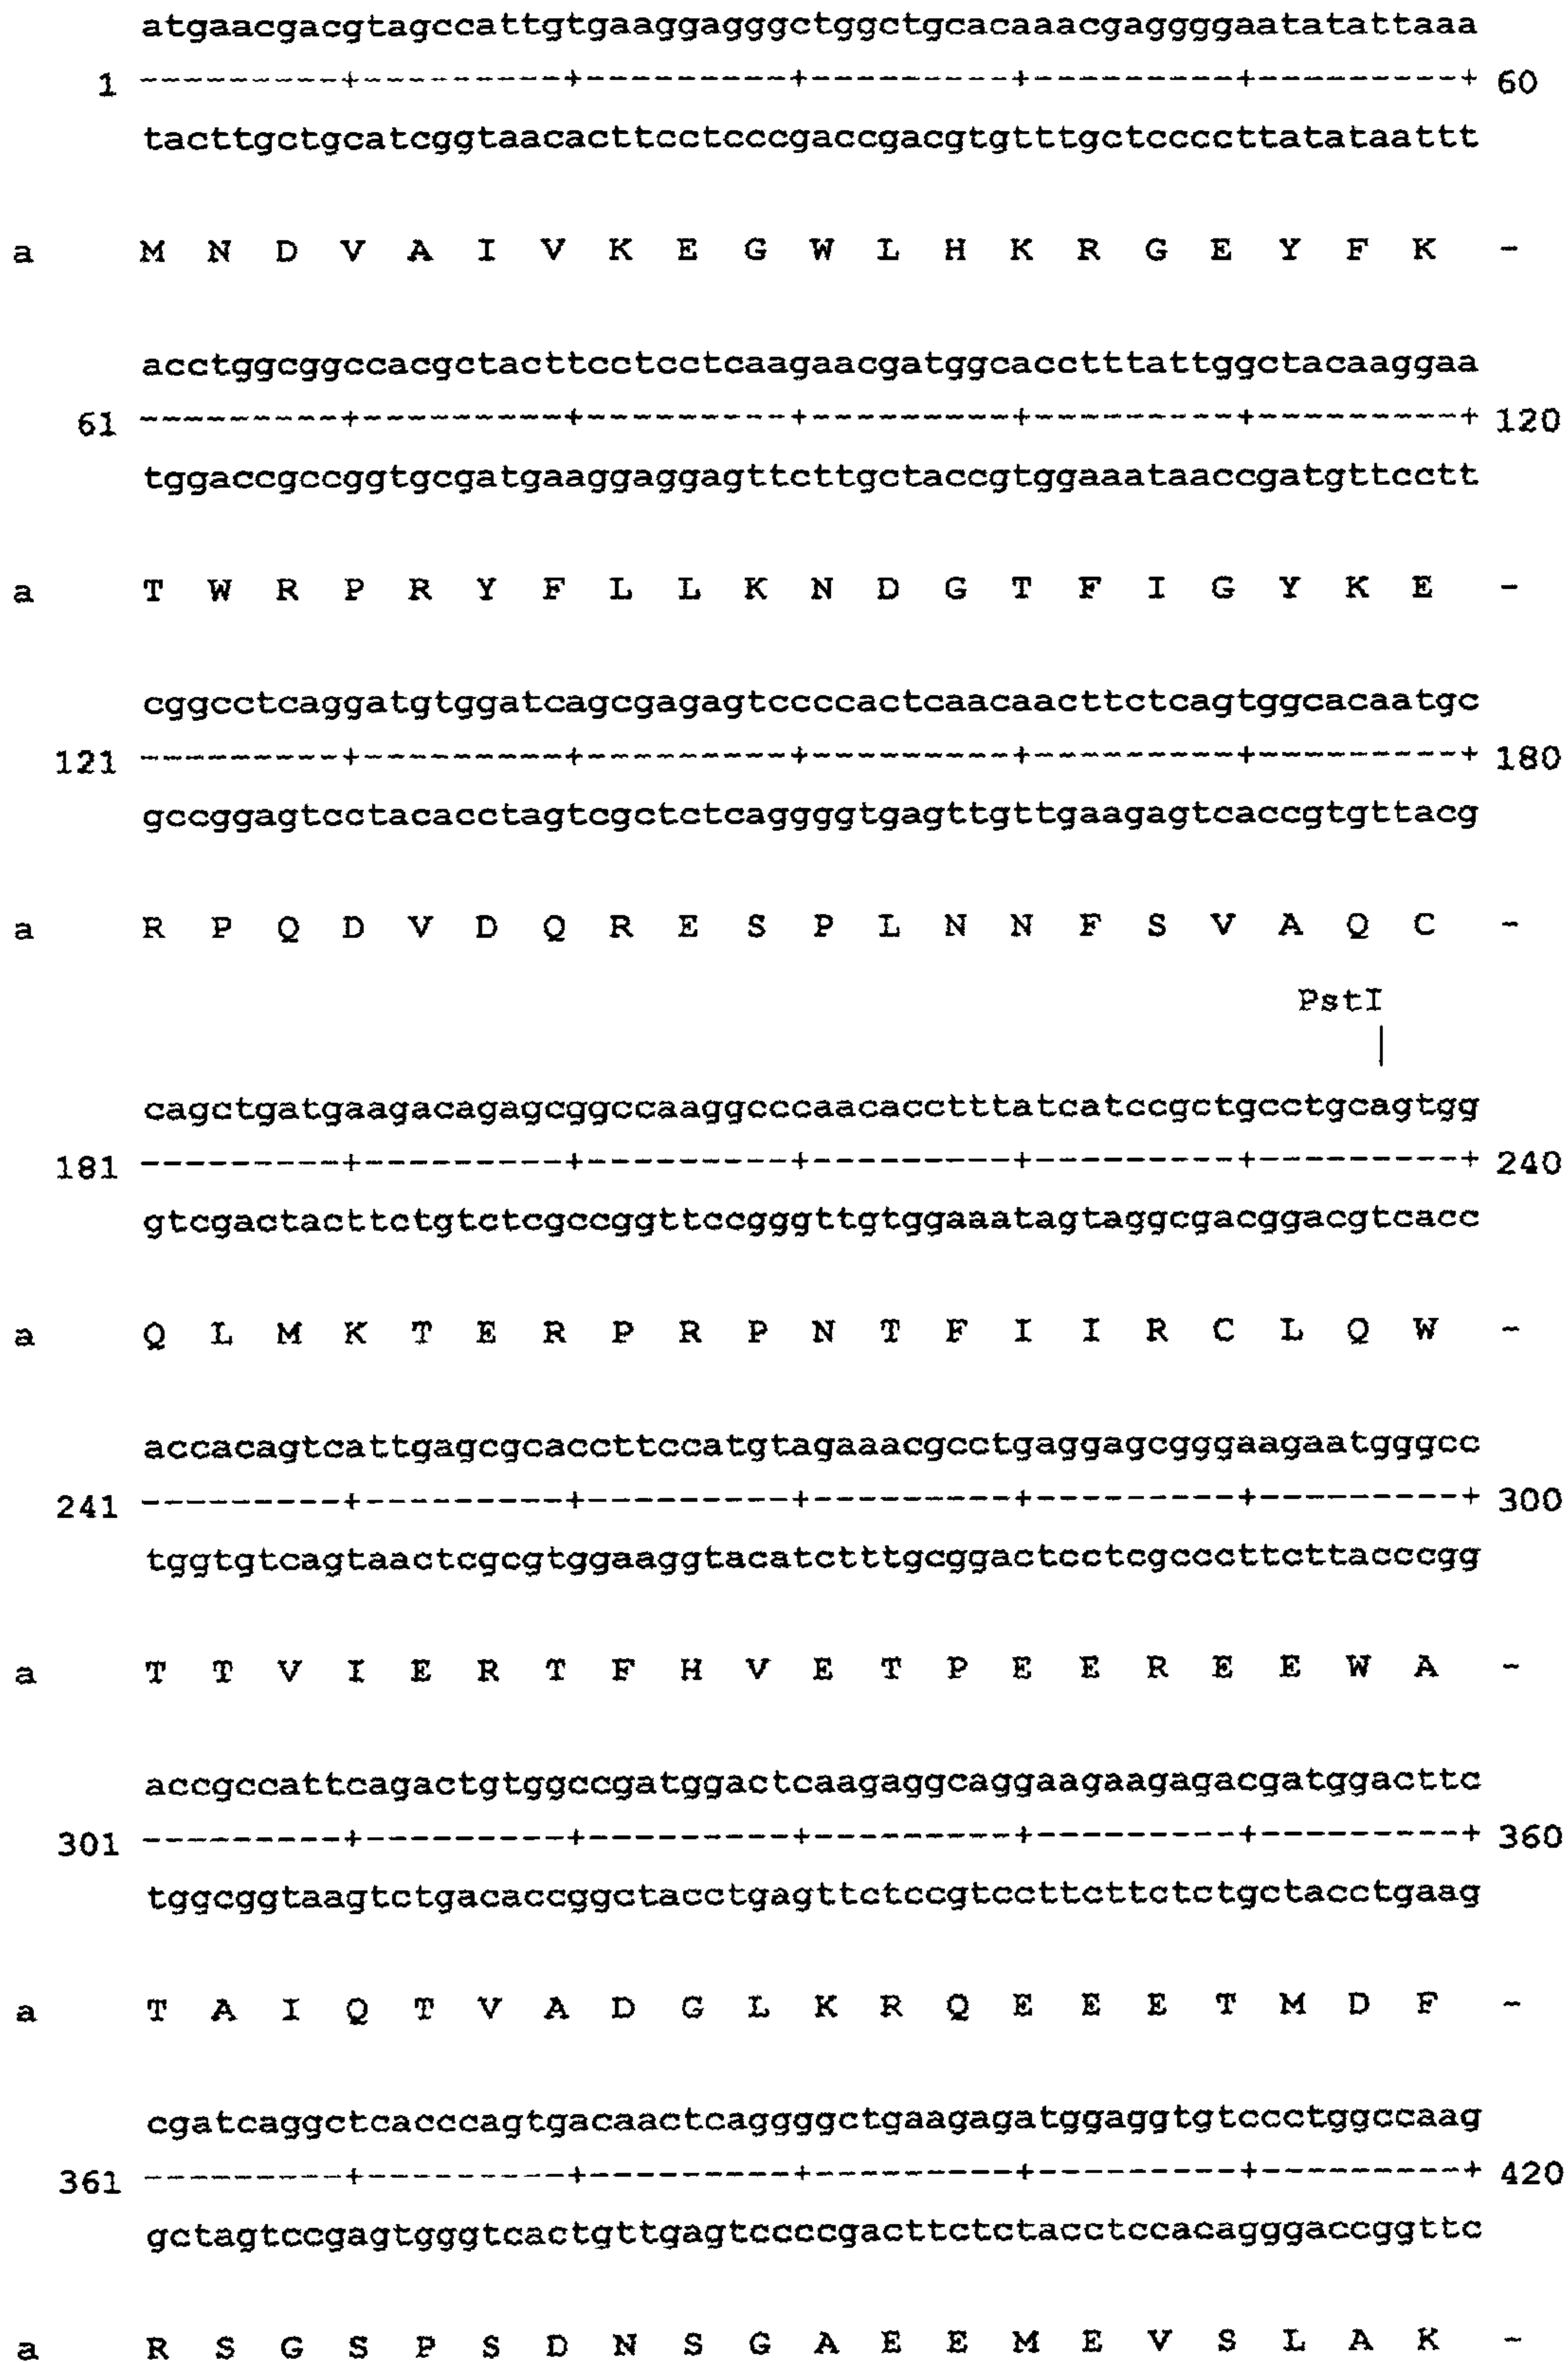 atgaacgacgtagccattgtgaaggagggctggctgcacaaacgaggggaatatattaaa
1 ---------+---------+---------+---------+---------+---------+ 60
tacttgctgcatcggtaacacttcctcccgaccgacgtgtttgctccccttatataattt
a M N D V A I V K E G W L H K R G E Y F K -
acctggcggccacgctacttcctcctcaagaacgatggcacctttattggctacaaggaa
61 ---------+---------+---------+---------+---------+---------+ 120
tggaccgccggtgcgatgaaggaggagttcttgctaccgtggaaataaccgatgttcctt
a T W R P R Y F L L K N D G T F I G Y K E -
cggcctcaggatgtggatcagcgagagtccccactcaacaacttctcagtggcacaatgc
121 ---------+---------+---------+---------+---------+---------+ 180
gccggagtcctacacctagtcgctctcaggggtgagttgttgaagagtcaccgtgttacg
a R P Q D V D Q R E S P L N N F S V A Q C -
PstI
|
cagctgatgaagacagagcggccaaggcccaacacctttatcatccgctgcctgcagtgg
181 ---------+---------+---------+---------+---------+---------+ 240
gtcgactacttctgtctcgccggttccgggttgtggaaatagtaggcgacggacgtcacc
a Q L M K T E R P R P N T F I I R C L Q W -
accacagtcattgagcgcaccttccatgtagaaacgcctgaggagcgggaagaatgggcc
241 ---------+---------+---------+---------+---------+---------+ 300
tggtgtcagtaactcgcgtggaaggtacatctttgcggactcctcgcccttcttacccgg
a T T V I E R T F H V E T P E E R E E W A -
accgccattcagactgtggccgatggactcaagaggcaggaagaagagacgatggacttc
301 ---------+---------+---------+---------+---------+---------+ 360
tggcggtaagtctgacaccggctacctgagttctccgtccttcttctctgctacctgaag
a T A I Q T V A D G L K R Q E E E T M D F -
cgatcaggctcacccagtgacaactcaggggctgaagagatggaggtgtccctggccaag
361 ---------+---------+---------+---------+---------+---------+ 420
gctagtccgagtgggtcactgttgagtccccgacttctctacctccacagggaccggttc
a R S G S P S D N S G A E E M E V S L A K -